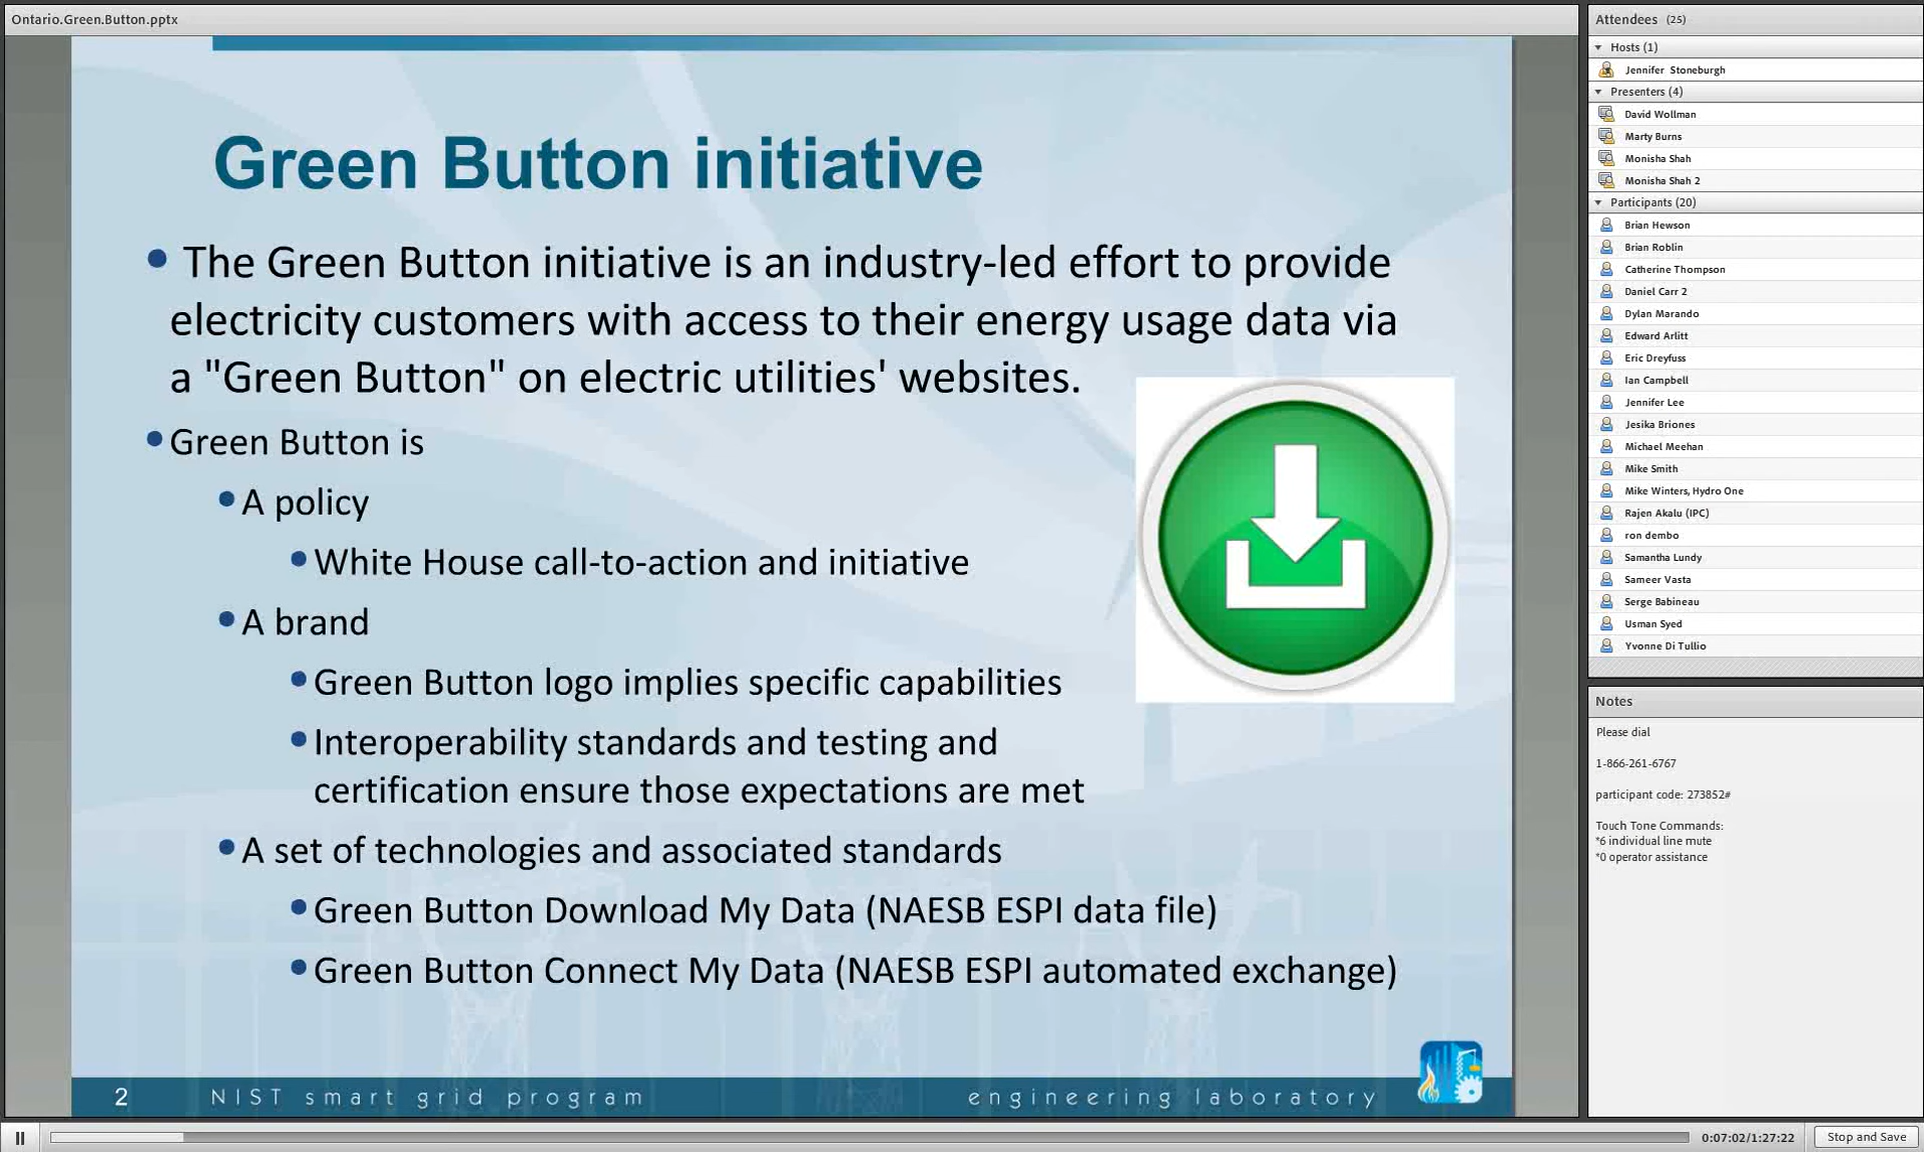 Ontario.Green.Button.pptx
Green Button initiative
• The Green Button initiative is an industry-led effort to provide
electricity customers with access to their energy usage data via
a "Green Button" on electric utilities' websites.
• Green Button is
• A policy
• White House call-to-action and initiative
• A brand
• Green Button logo implies specific capabilities
• Interoperability standards and testing and
certification ensure those expectations are met
• A set of technologies and associated standards
• Green Button Download My Data (NAESB ESPI data file)
• Green Button Connect My Data (NAESB ESPI automated exchange)
2 NIST smart grid program engineering laboratory
Attendees (25)
Hosts (1)
Jennifer Stoneburgh
Presenters (4)
David Wollman
Marty Burns
Monisha Shah
Monisha Shah 2
Participants (20)
Brian Hewson
Brian Roblin
Catherine Thompson
Daniel Carr 2
Dylan Marando
Edward Arlitt
Eric Dreyfuss
Ian Campbell
Jennifer Lee
Jesika Briones
Michael Meehan
Mike Smith
Mike Winters, Hydro One
Rajen Akalu (IPC)
ron dembo
Samantha Lundy
Sameer Vasta
Serge Babineau
Usman Syed
Yvonne Di Tullio
Notes
Please dial
1-866-261-6767
participant code: 273852#
Touch Tone Commands:
*6 individual line mute
*0 operator assistance
0:07:02/1:27:22
Stop and Save